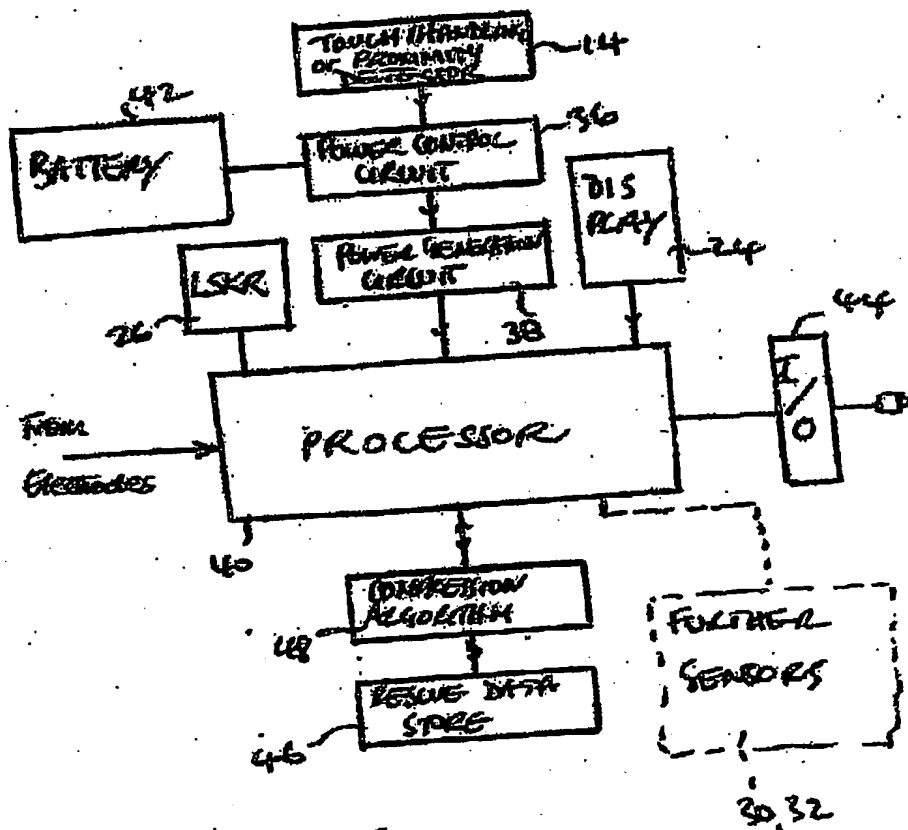 TOUCH/HANDLING
or PROXIMITY
DETECTOR
14
42
BATTERY
POWER CONTROL
CIRCUIT
36
DIS
PLAY
24
LSKR
26
POWER GENERATION
CIRCUIT
38
44
I
/
O
From
Electrodes
PROCESSOR
40
COMPRESSION
ALGORITHM
48
RESCUE DATA
STORE
46
FURTHER
SENSORS
30,32